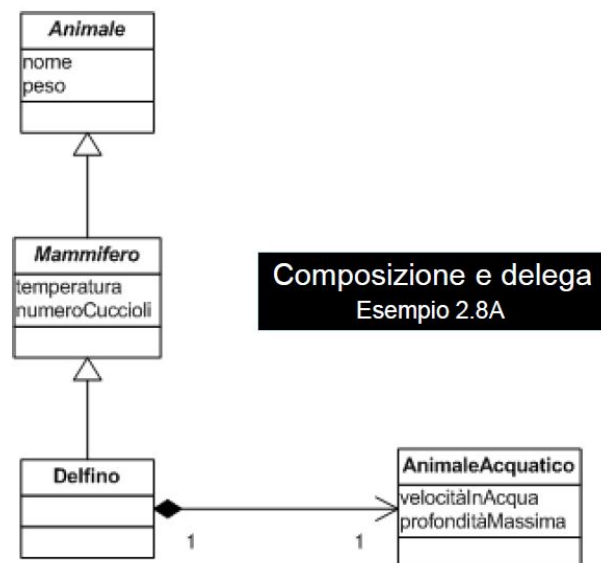 Animale
nome
peso
Mammifero
temperatura
numeroCuccioli
Composizione e delega
Esempio 2.8A
Delfino
1
1
AnimaleAcquatico
velocitàInAcqua
profonditàMassima